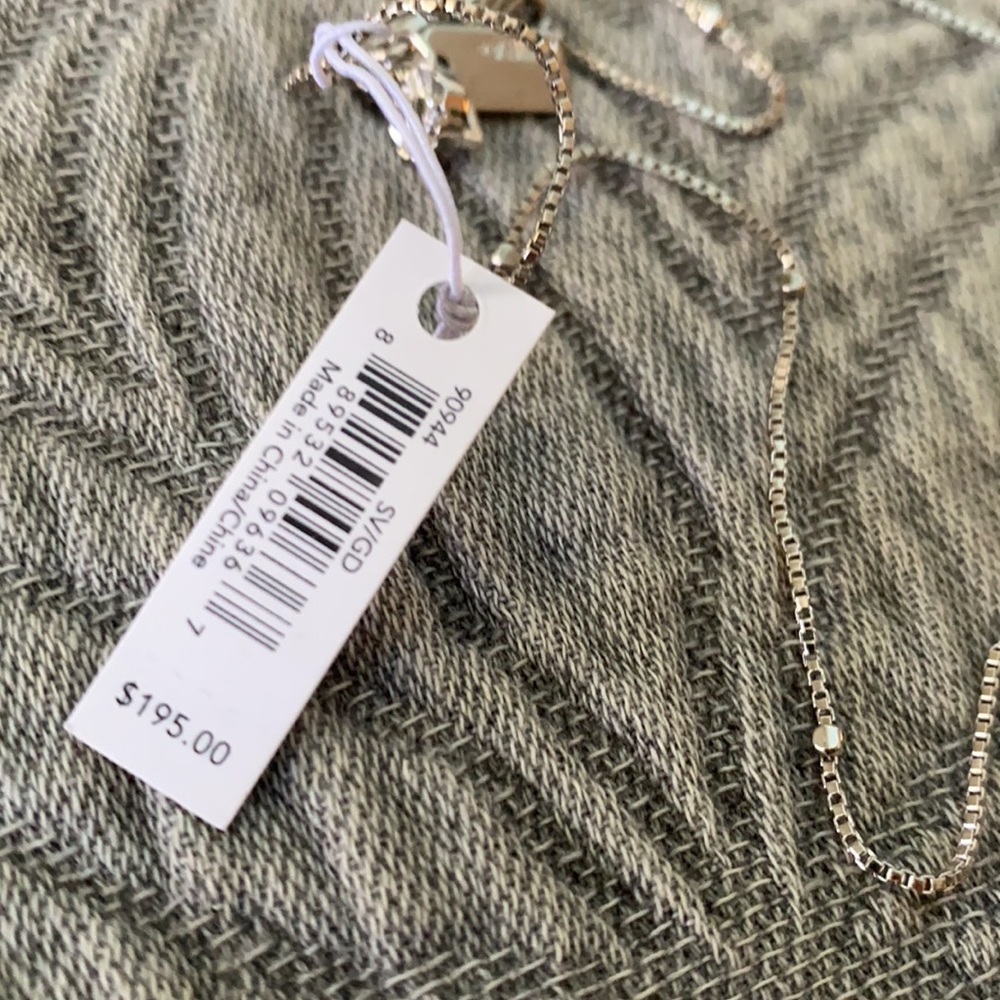 90944 SV/GD
8 89532 09636 7
Made in China/Chine
$195.00